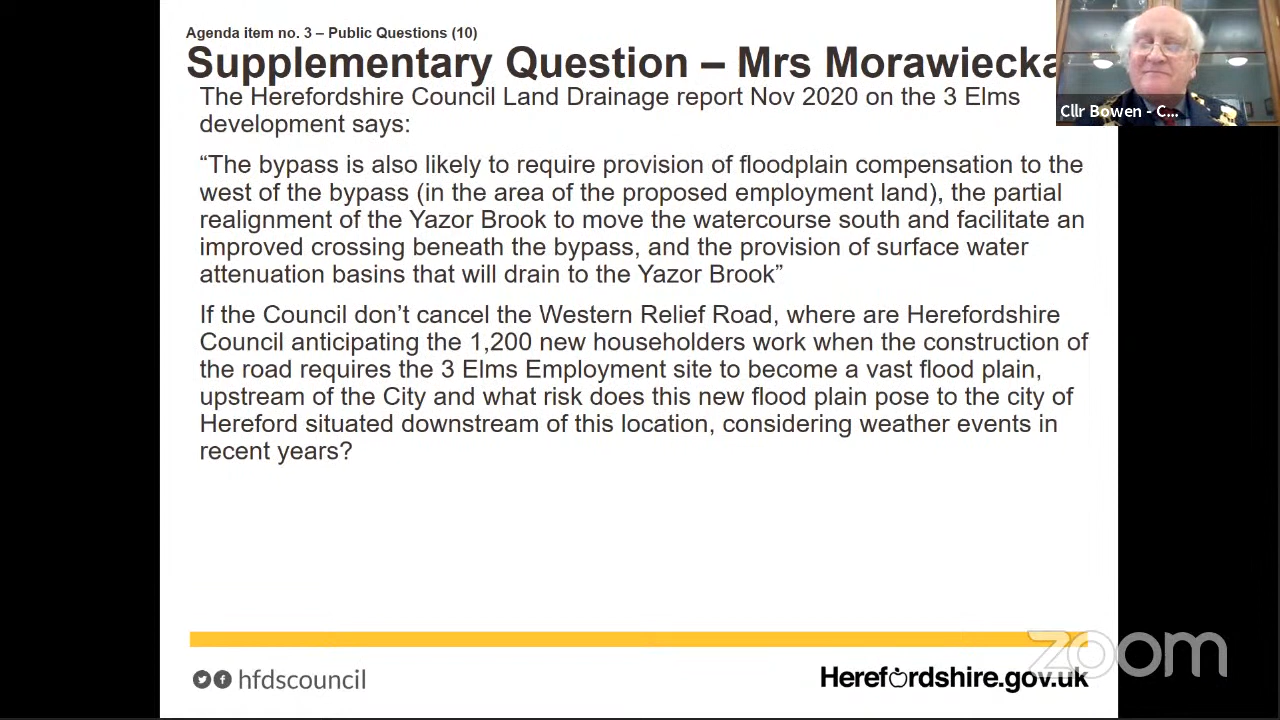 Agenda item no. 3 – Public Questions (10)
Supplementary Question – Mrs Morawiecka
The Herefordshire Council Land Drainage report Nov 2020 on the 3 Elms
development says:
“The bypass is also likely to require provision of floodplain compensation to the
west of the bypass (in the area of the proposed employment land), the partial
realignment of the Yazor Brook to move the watercourse south and facilitate an
improved crossing beneath the bypass, and the provision of surface water
attenuation basins that will drain to the Yazor Brook”
If the Council don’t cancel the Western Relief Road, where are Herefordshire
Council anticipating the 1,200 new householders work when the construction of
the road requires the 3 Elms Employment site to become a vast flood plain,
upstream of the City and what risk does this new flood plain pose to the city of
Hereford situated downstream of this location, considering weather events in
recent years?
Cllr Bowen - C...
zoom
hfdscouncil
Herefordshire.gov.uk